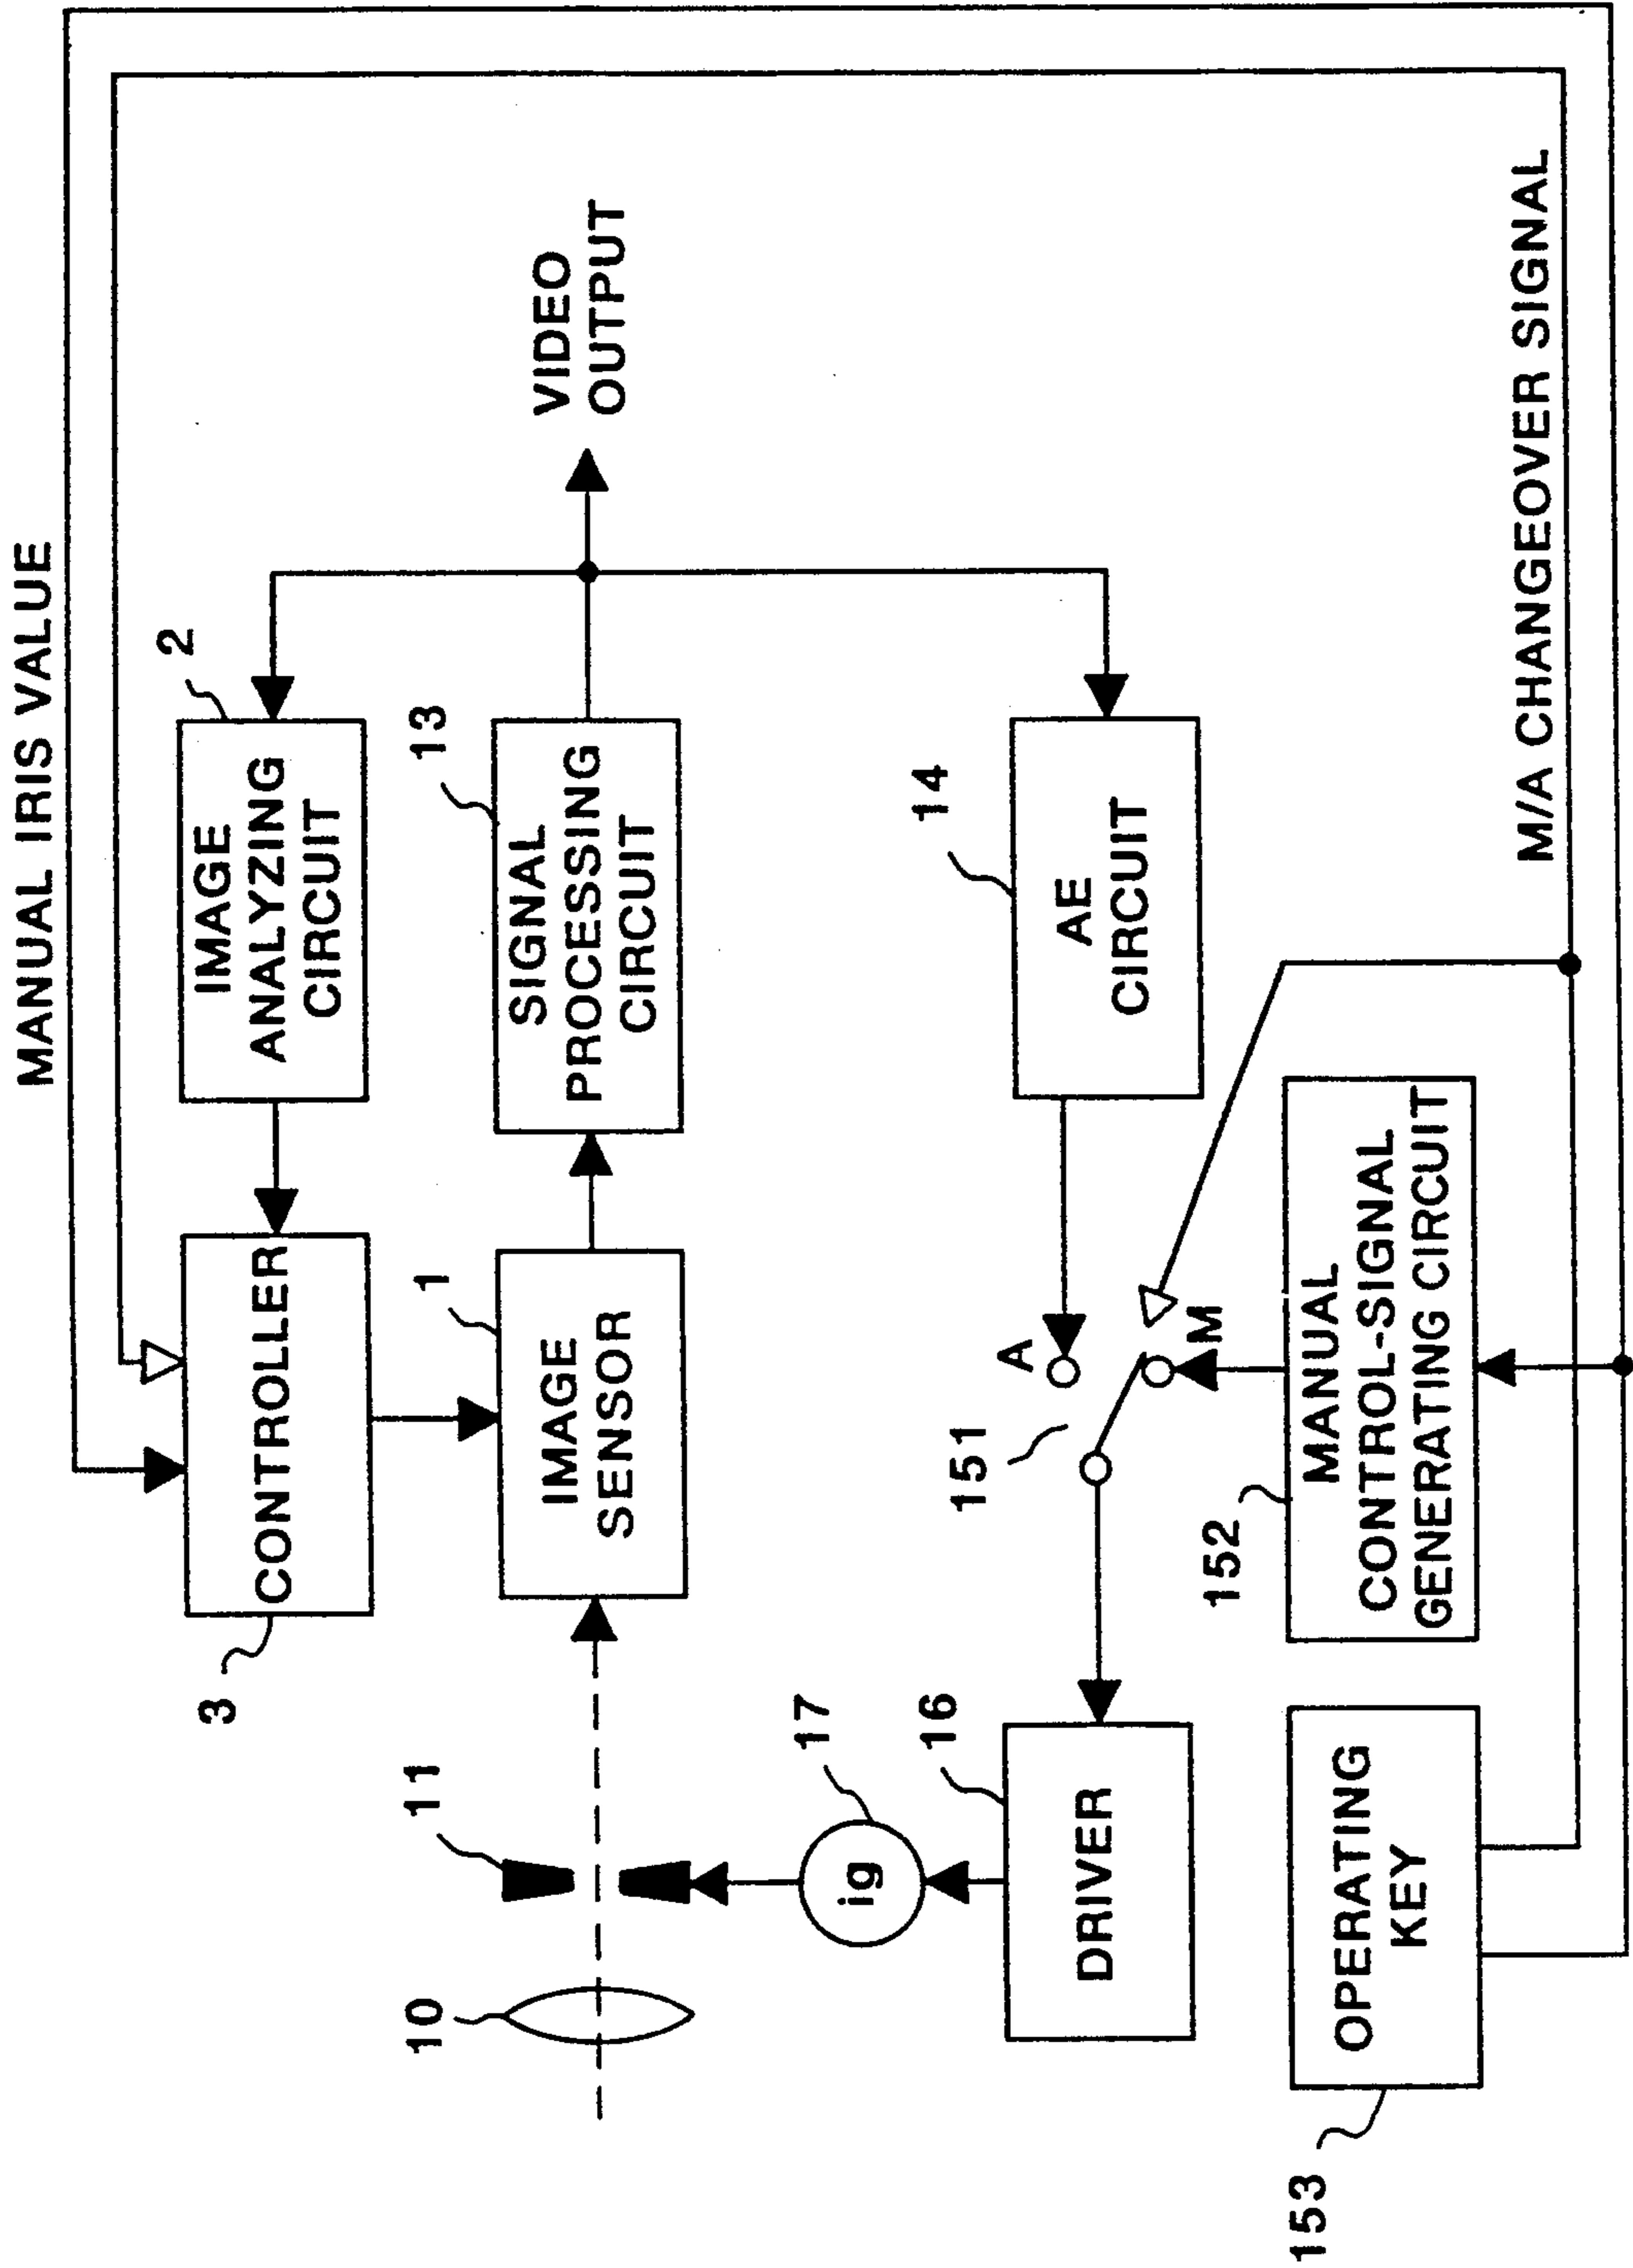 MANUAL IRIS VALUE
2
IMAGE
ANALYZING
CIRCUIT
3
CONTROLLER
13
SIGNAL
PROCESSING
CIRCUIT
1
IMAGE
SENSOR
VIDEO
OUTPUT
10
11
17
ig
14
AE
CIRCUIT
A
151
M
16
DRIVER
152
MANUAL
CONTROL-SIGNAL
GENERATING CIRCUIT
153
OPERATING
KEY
M/A CHANGEOVER SIGNAL